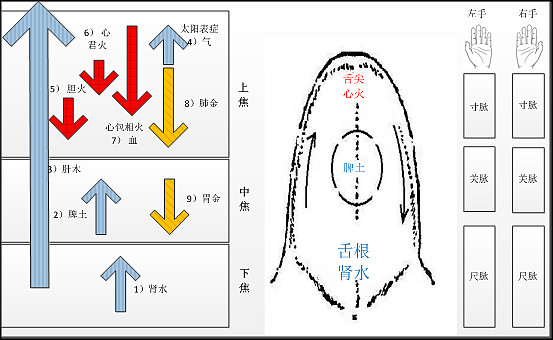 6) 心
君火
太阳表症
4) 气
5) 胆火
8) 肺金
心包相火
7) 血
3) 肝木
2) 脾土
9) 胃金
1) 肾水
上
焦
中
焦
下
焦
舌尖
心火
脾土
舌根
肾水
左手
右手
寸脉
寸脉
关脉
关脉
尺脉
尺脉